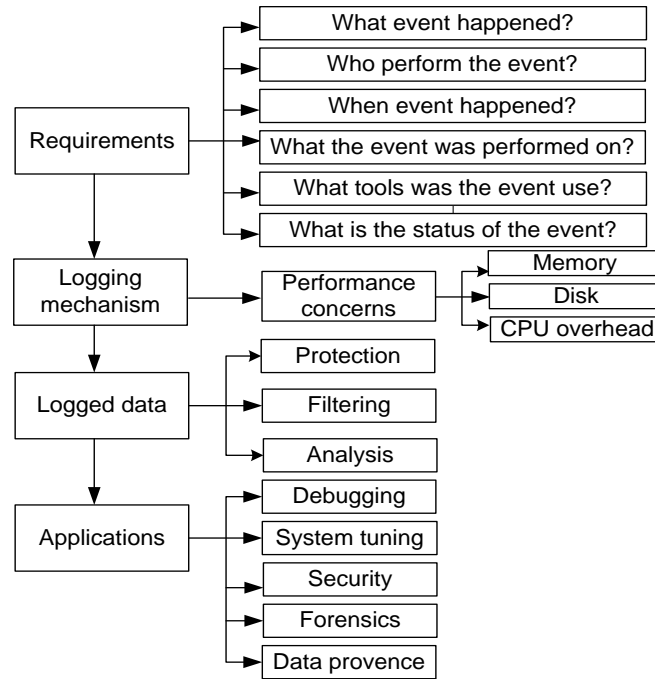 What event happened?
Who perform the event?
When event happened?
Requirements
What the event was performed on?
What tools was the event use?
What is the status of the event?
Logging
mechanism
Performance
concerns
Memory
Disk
CPU overhead
Logged data
Protection
Filtering
Analysis
Applications
Debugging
System tuning
Security
Forensics
Data provence